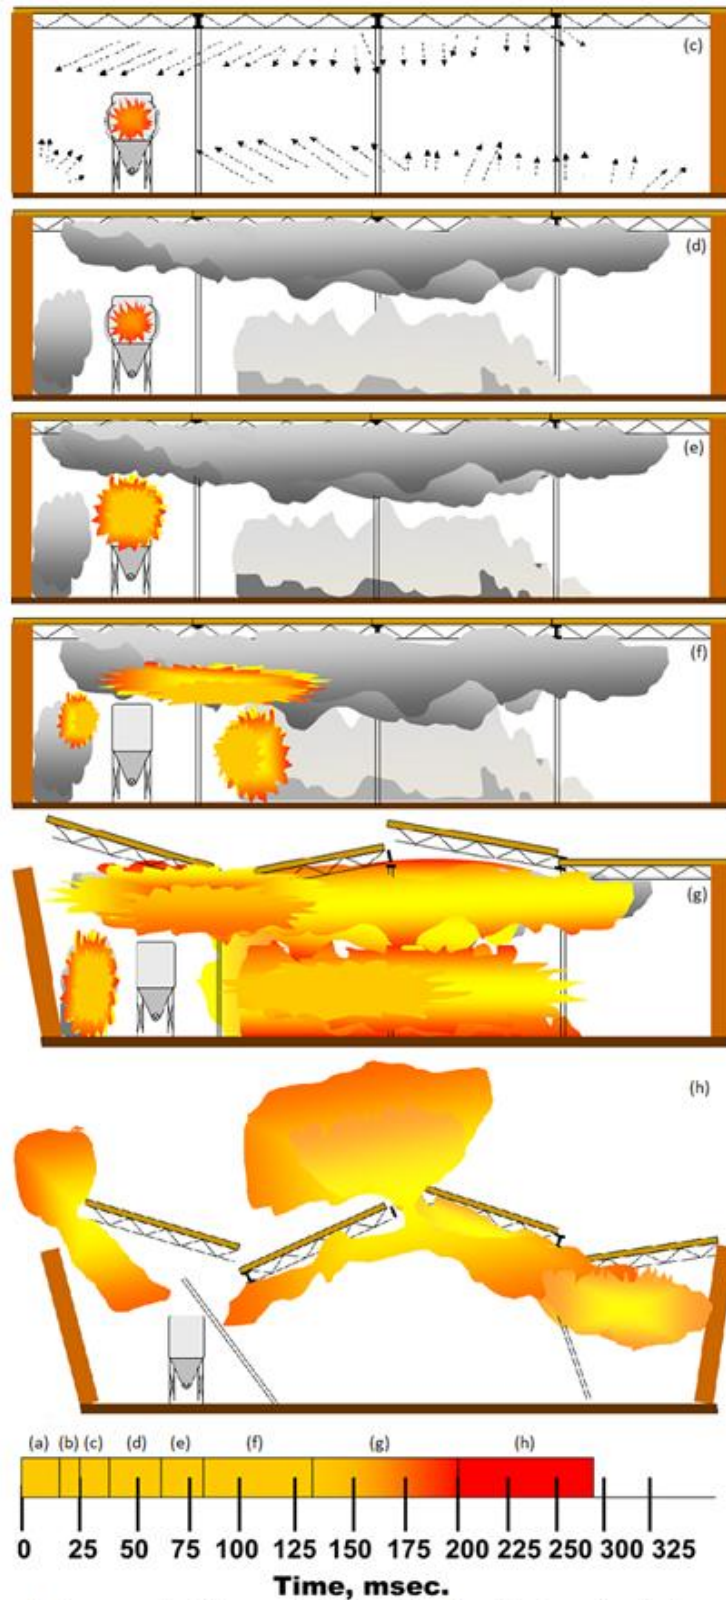 (c)
(d)
(e)
(f)
(g)
(h)
(a) (b) (c) (d) (e) (f) (g) (h)
0 25 50 75 100 125 150 175 200 225 250 300 325
Time, msec.